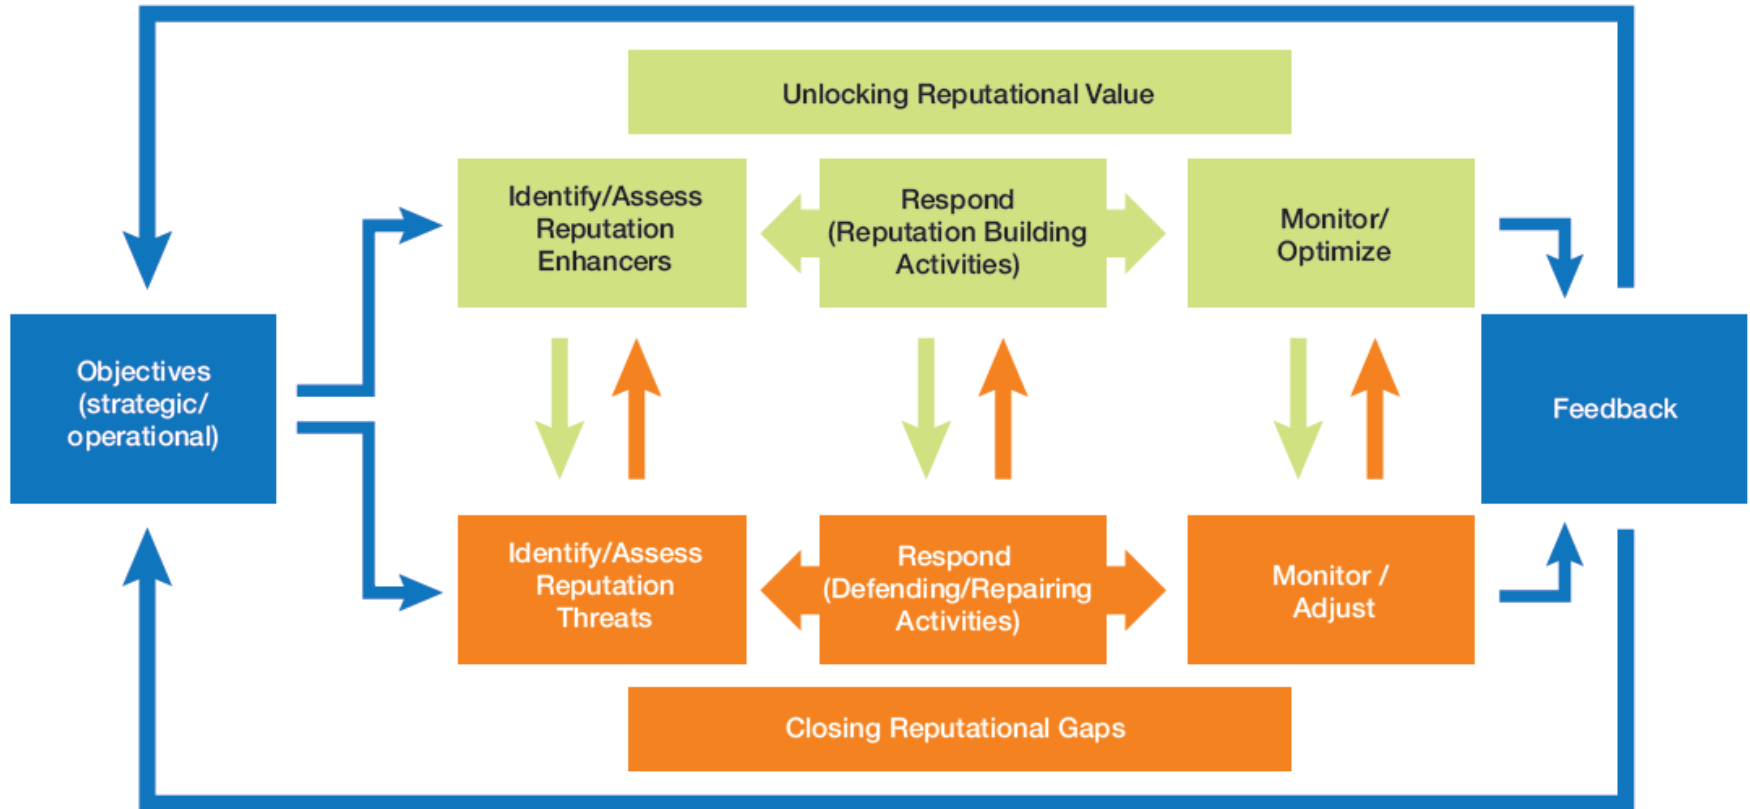 Unlocking Reputational Value
Identify/Assess
Reputation
Enhancers
Respond
(Reputation Building
Activities)
Monitor/
Optimize
Objectives
(strategic/
operational)
Feedback
Identify/Assess
Reputation
Threats
Respond
(Defending/Repairing
Activities)
Monitor /
Adjust
Closing Reputational Gaps